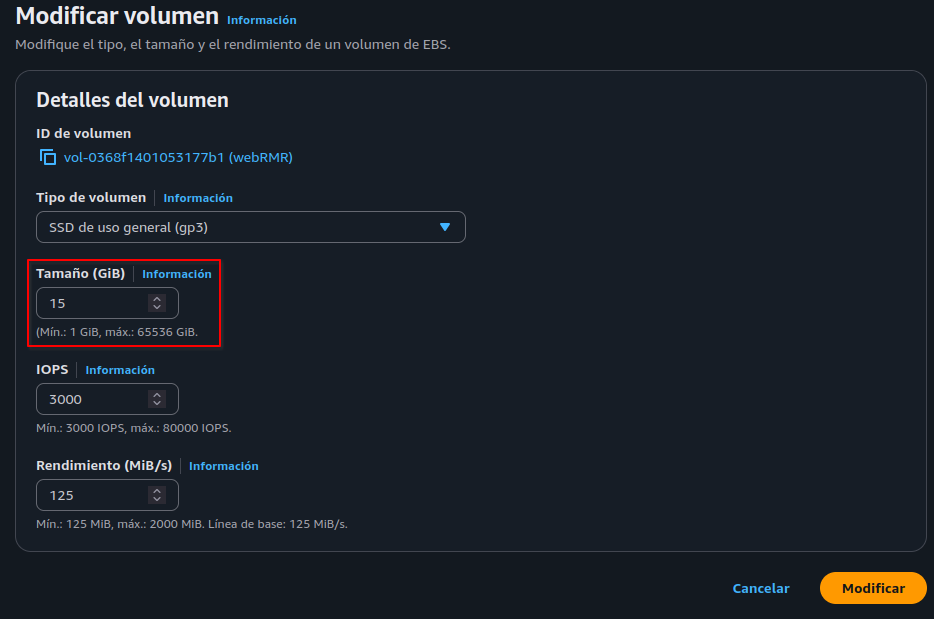 Modificar volumen Información
Modifique el tipo, el tamaño y el rendimiento de un volumen de EBS.
Detalles del volumen
ID de volumen
vol-0368f1401053177b1 (webRMR)
Tipo de volumen Información
SSD de uso general (gp3)
Tamaño (GiB) Información
15
(Mín.: 1 GiB, máx.: 65536 GiB.
IOPS Información
3000
Mín.: 3000 IOPS, máx.: 80000 IOPS.
Rendimiento (MiB/s) Información
125
Mín.: 125 MiB, máx.: 2000 MiB. Línea de base: 125 MiB/s.
Cancelar Modificar